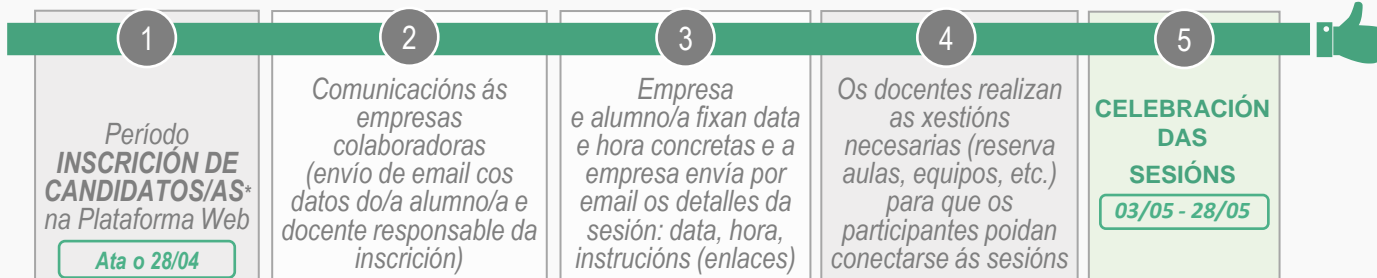 1
Período
INSCRICIÓN DE
CANDIDATOS/AS*
na Plataforma Web
Ata o 28/04
2
Comunicacións ás
empresas
colaboradoras
(envío de email cos
datos do/a alumno/a e
docente responsable da
inscrición)
3
Empresa
e alumno/a fixan data
e hora concretas e a
empresa envía por
email os detalles da
sesión: data, hora,
instrucións (enlaces)
4
Os docentes realizan
as xestións
necesarias (reserva
aulas, equipos, etc.)
para que os
participantes poidan
conectarse ás sesións
5
CELEBRACIÓN
DAS
SESIÓNS
03/05 - 28/05